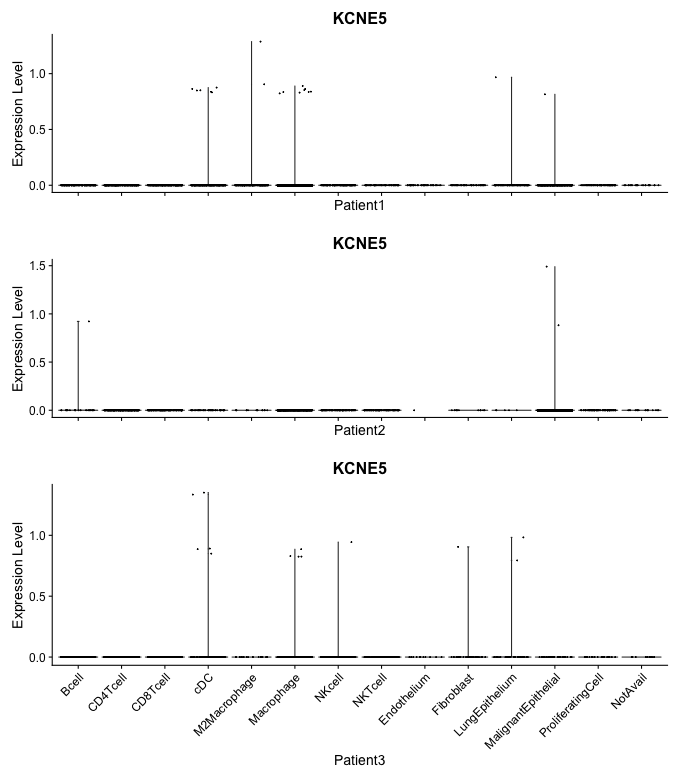 KCNE5
Expression Level
1.0
0.5
0.0
Patient1
KCNE5
Expression Level
1.5
1.0
0.5
0.0
Patient2
KCNE5
Expression Level
1.0
0.5
0.0
Bcell
CD4Tcell
CD8Tcell
cDC
M2Macrophage
Macrophage
NKcell
NKTcell
Endothelium
Fibroblast
LungEpithelium
MalignantEpithelial
ProliferatingCell
NotAvail
Patient3